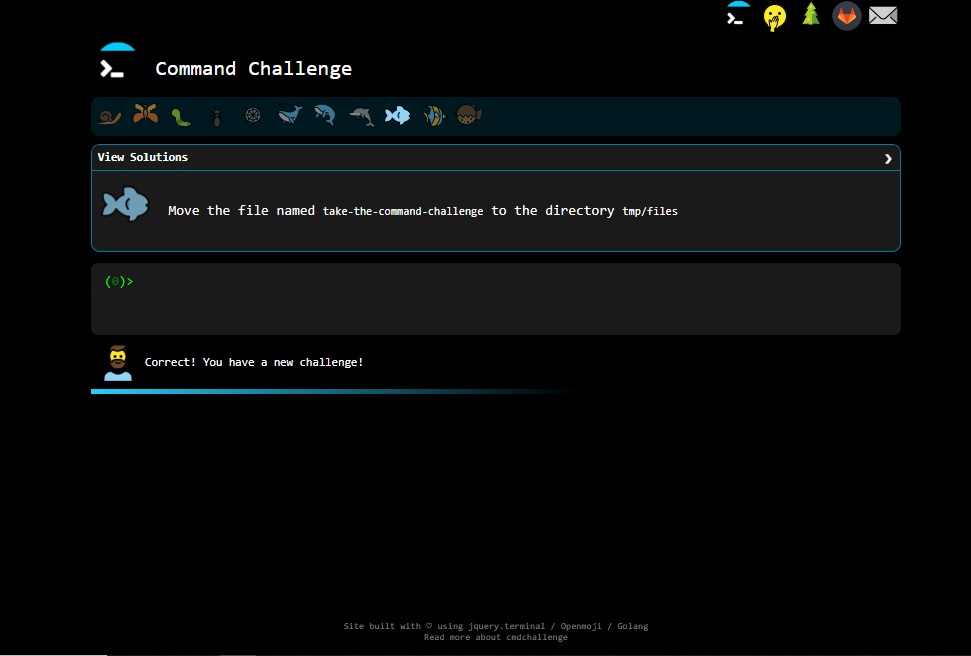 Command Challenge
View Solutions
Move the file named take-the-command-challenge to the directory tmp/files
(0)>
Correct! You have a new challenge!
Site built with ♡ using jquery.terminal / Openmoji / Golang
Read more about cmdchallenge